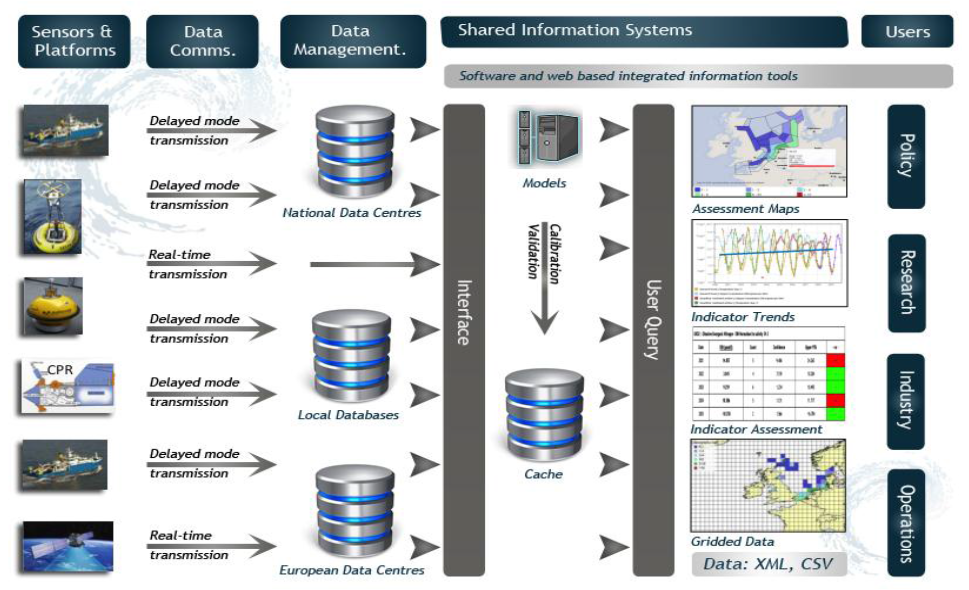 Sensors &
Platforms
Data
Comms.
Data
Management.
Shared Information Systems
Users
Software and web based integrated information tools
Delayed mode
transmission
Delayed mode
transmission
Real-time
transmission
Delayed mode
transmission
CPR
Delayed mode
transmission
Delayed mode
transmission
Real-time
transmission
National Data Centres
Local Databases
European Data Centres
Interface
Models
Calibration
Validation
Cache
User Query
Assessment Maps
Indicator Trends
Indicator Assessment
Gridded Data
Data: XML, CSV
Policy
Research
Industry
Operations